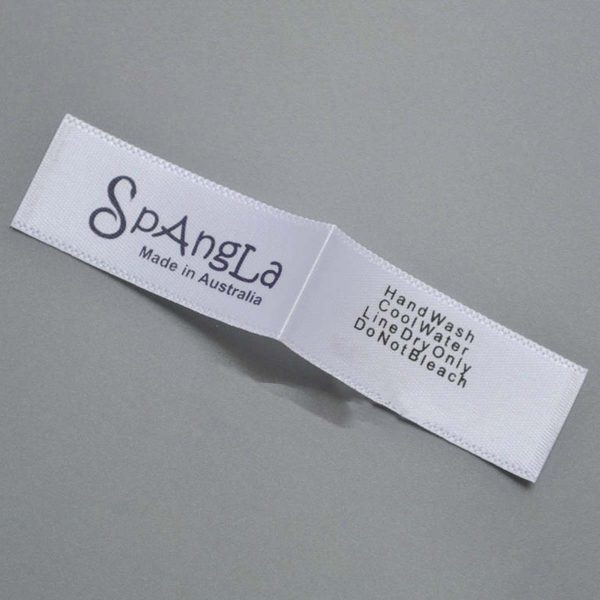 SpAngLa
Made in Australia
HandWash
CoolWater
LineDryOnly
DoNotBleach